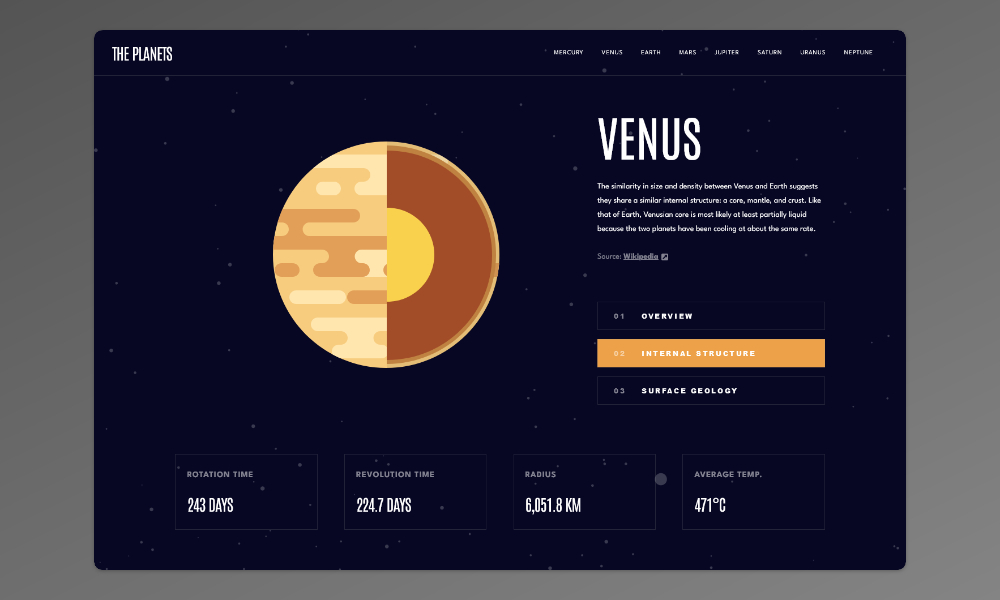 THE PLANETS
MERCURY VENUS EARTH MARS JUPITER SATURN URANUS NEPTUNE
VENUS
The similarity in size and density between Venus and Earth suggests
they share a similar internal structure: a core, mantle, and crust. Like
that of Earth, Venusian core is most likely at least partially liquid
because the two planets have been cooling at about the same rate.
Source: Wikipedia
01 OVERVIEW
02 INTERNAL STRUCTURE
03 SURFACE GEOLOGY
ROTATION TIME
243 DAYS
REVOLUTION TIME
224.7 DAYS
RADIUS
6,051.8 KM
AVERAGE TEMP.
471°C